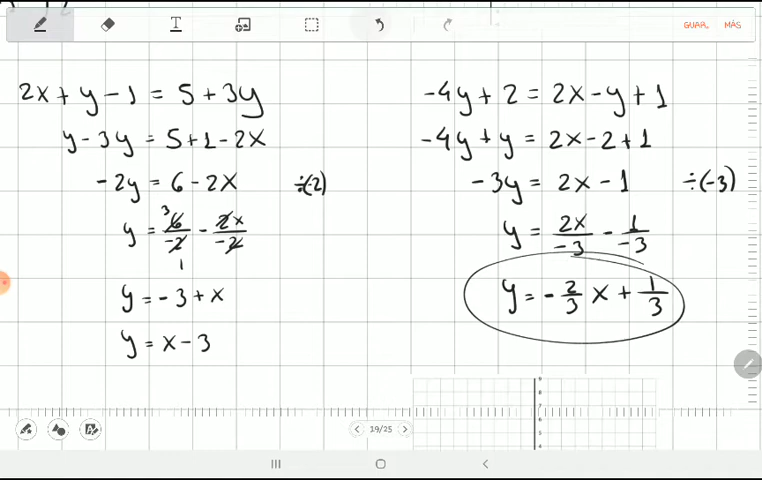 GUAR. MÁS
2x + y - 1 = 5 + 3y
y - 3y = 5 + 1 - 2x
-2y = 6 - 2x ÷(-2)
y = 6/-2 - 2x/-2
3
1
y = -3 + x
y = x - 3
-4y + 2 = 2x - y + 1
-4y + y = 2x - 2 + 1
-3y = 2x - 1 ÷(-3)
y = 2x/-3 - 1/-3
y = - 2/3 x + 1/3
19/25